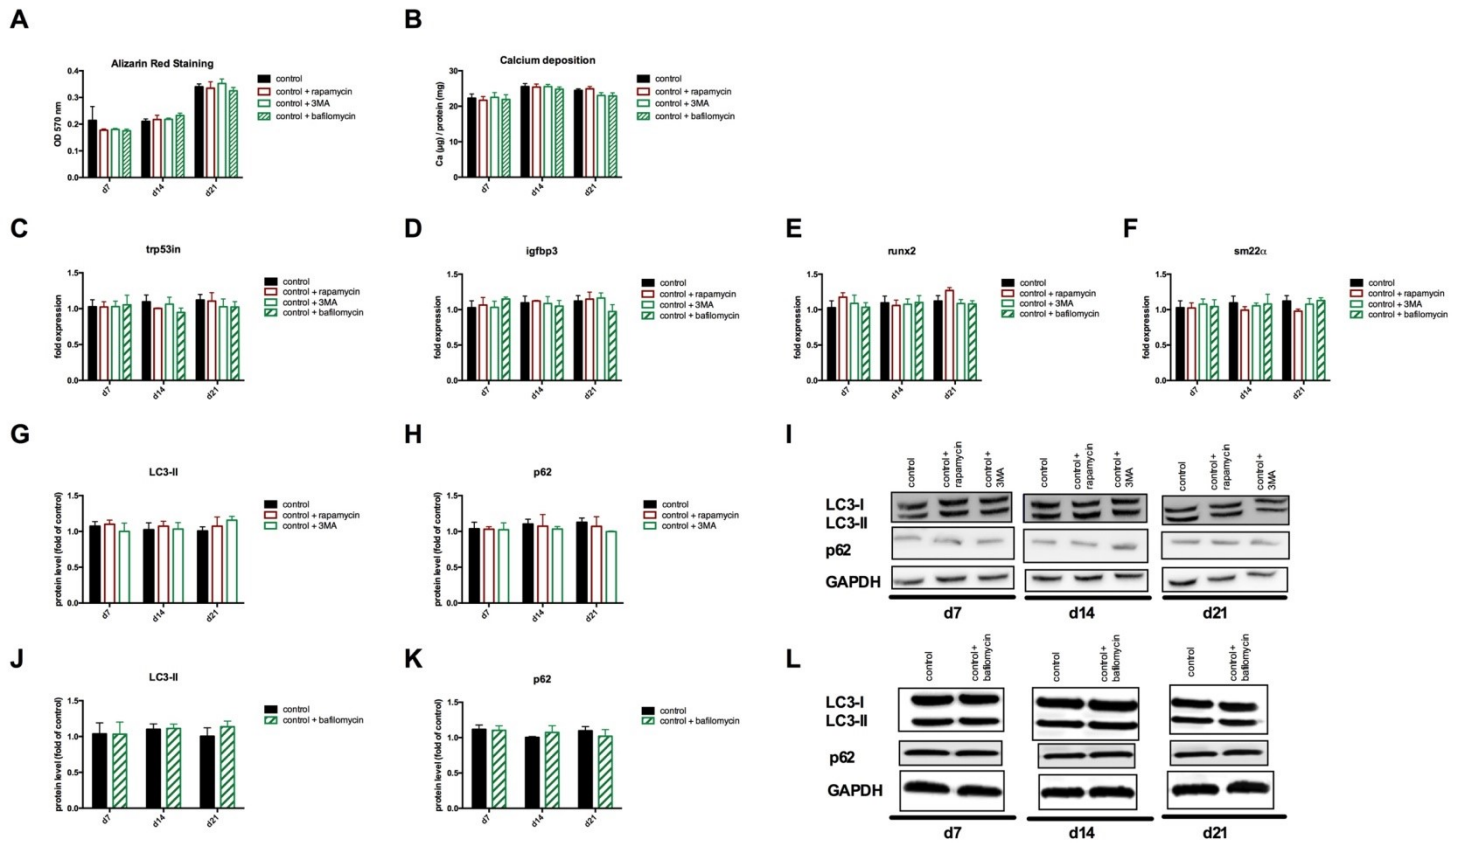 A
Alizarin Red Staining
OD 570 nm
0.4
0.3
0.2
0.1
0.0
d7
d14
d21
control
control + rapamycin
control + 3MA
control + bafilomycin
B
Calcium deposition
Ca (µg) / protein (mg)
30
20
10
0
d7
d14
d21
control
control + rapamycin
control + 3MA
control + bafilomycin
C
trp53in
fold expression
1.5
1.0
0.5
0.0
d7
d14
d21
control
control + rapamycin
control + 3MA
control + bafilomycin
D
igfbp3
fold expression
1.5
1.0
0.5
0.0
d7
d14
d21
control
control + rapamycin
control + 3MA
control + bafilomycin
E
runx2
fold expression
1.5
1.0
0.5
0.0
d7
d14
d21
control
control + rapamycin
control + 3MA
control + bafilomycin
F
sm22α
fold expression
1.5
1.0
0.5
0.0
d7
d14
d21
control
control + rapamycin
control + 3MA
control + bafilomycin
G
LC3-II
protein level (fold of control)
1.5
1.0
0.5
0.0
d7
d14
d21
control
control + rapamycin
control + 3MA
H
p62
protein level (fold of control)
1.5
1.0
0.5
0.0
d7
d14
d21
control
control + rapamycin
control + 3MA
I
control
control +
rapamycin
control +
3MA
control
control +
rapamycin
control +
3MA
control
control +
rapamycin
control +
3MA
LC3-I
LC3-II
p62
GAPDH
d7
d14
d21
J
LC3-II
protein level (fold of control)
1.5
1.0
0.5
0.0
d7
d14
d21
control
control + bafilomycin
K
p62
protein level (fold of control)
1.5
1.0
0.5
0.0
d7
d14
d21
control
control + bafilomycin
L
control
control +
bafilomycin
control
control +
bafilomycin
control
control +
bafilomycin
LC3-I
LC3-II
p62
GAPDH
d7
d14
d21